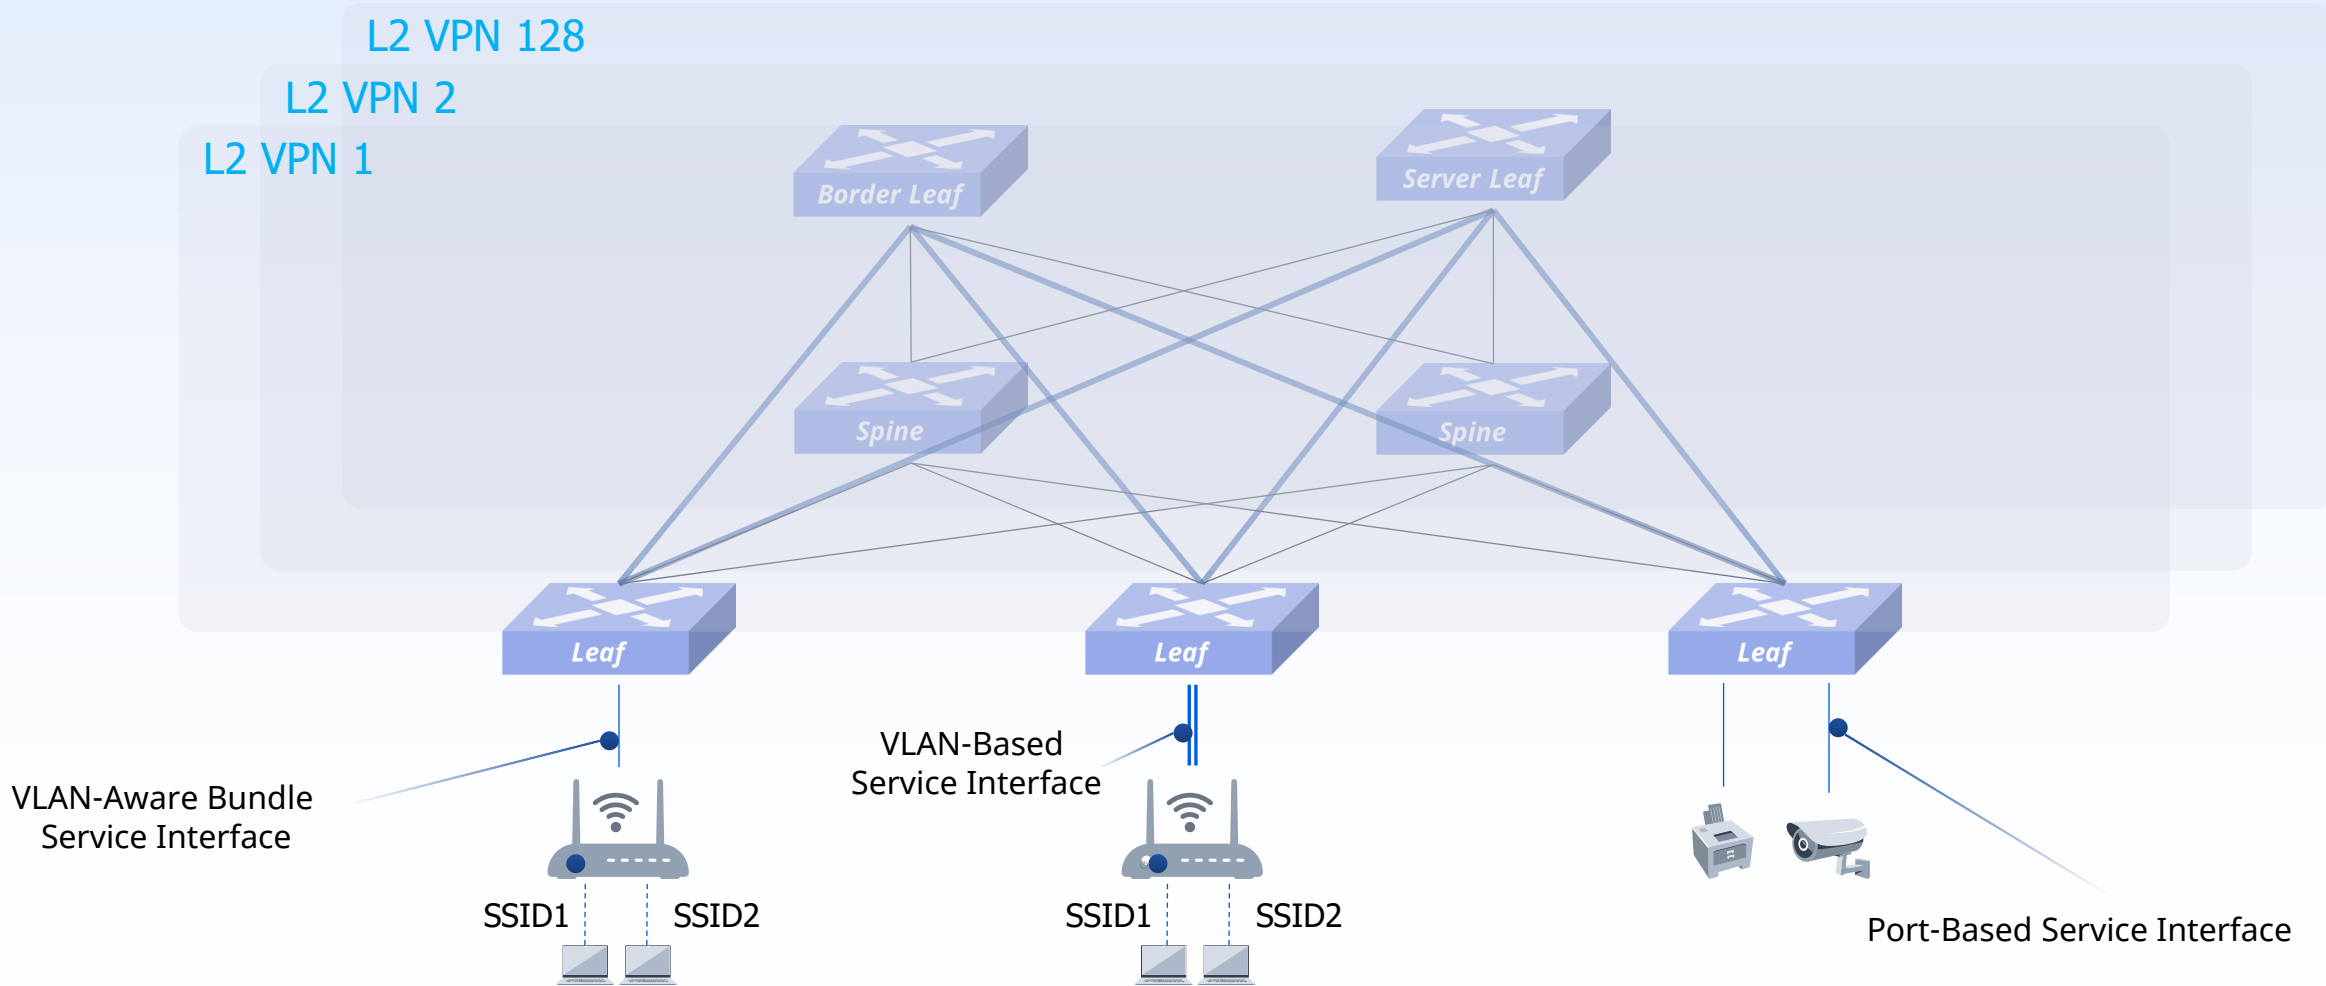 L2 VPN 128
L2 VPN 2
L2 VPN 1
Border Leaf
Server Leaf
Spine
Spine
Leaf
Leaf
Leaf
VLAN-Aware Bundle
Service Interface
VLAN-Based
Service Interface
SSID1
SSID2
SSID1
SSID2
Port-Based Service Interface